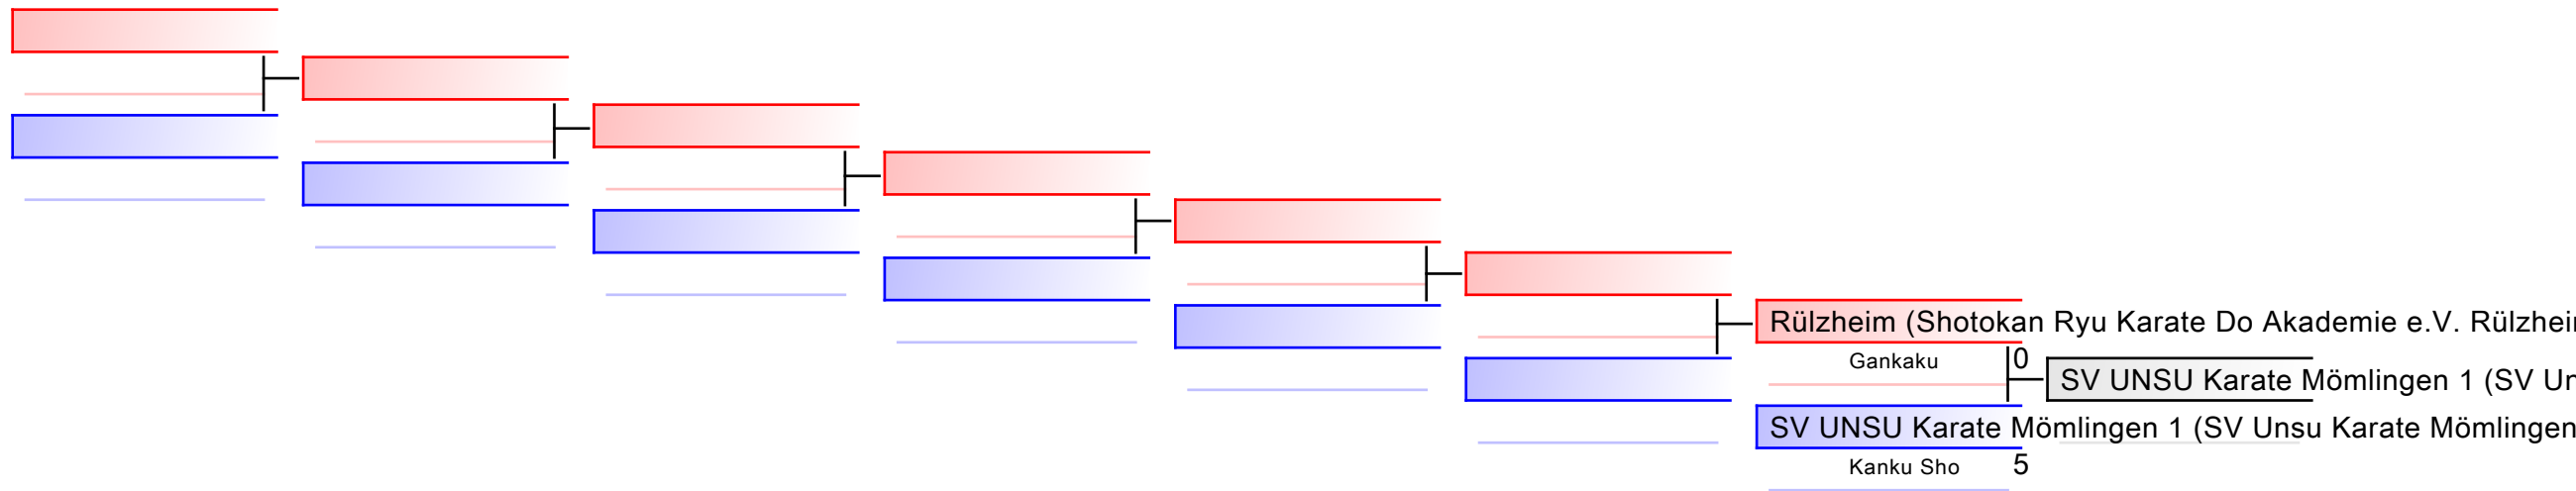 Rülzheim (Shotokan Ryu Karate Do Akademie e.V. Rülzhei
Gankaku
0
SV UNSU Karate Mömlingen 1 (SV Un
SV UNSU Karate Mömlingen 1 (SV Unsu Karate Mömlingen
Kanku Sho
5